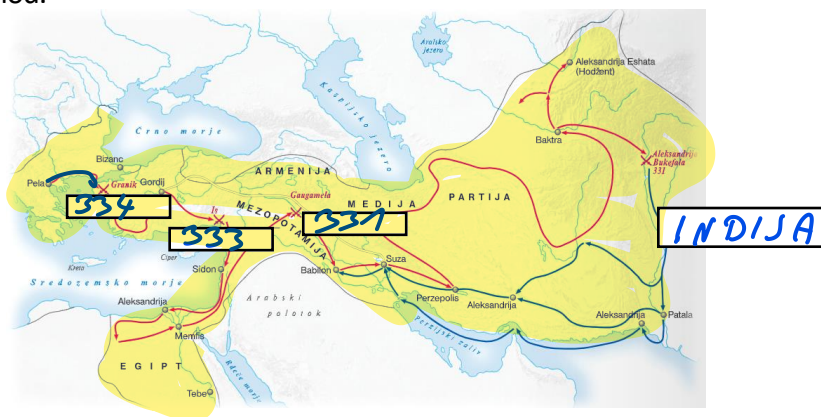 Aralsko
jezero
Aleksandrija Eshata
(Hodžent)
Kaspijsko jezero
Črno morje
Baktra
Bizanc
ARMENIJA
Aleksandrija
Bukefala
331
Pela
Granik
Gordij
Gaugamela
MEDIJA
PARTIJA
334
Is
MEZOPOTAMIJA
331
333
INDIJA
Kreta
Ciper
Sidon
Babilon
Suza
Sredozemsko morje
Perzepolis
Aleksandrija
Aleksandrija
Arabski
polotok
Aleksandrija
Patala
Memfis
Perzijski zaliv
EGIPT
Rdeče morje
Tebe